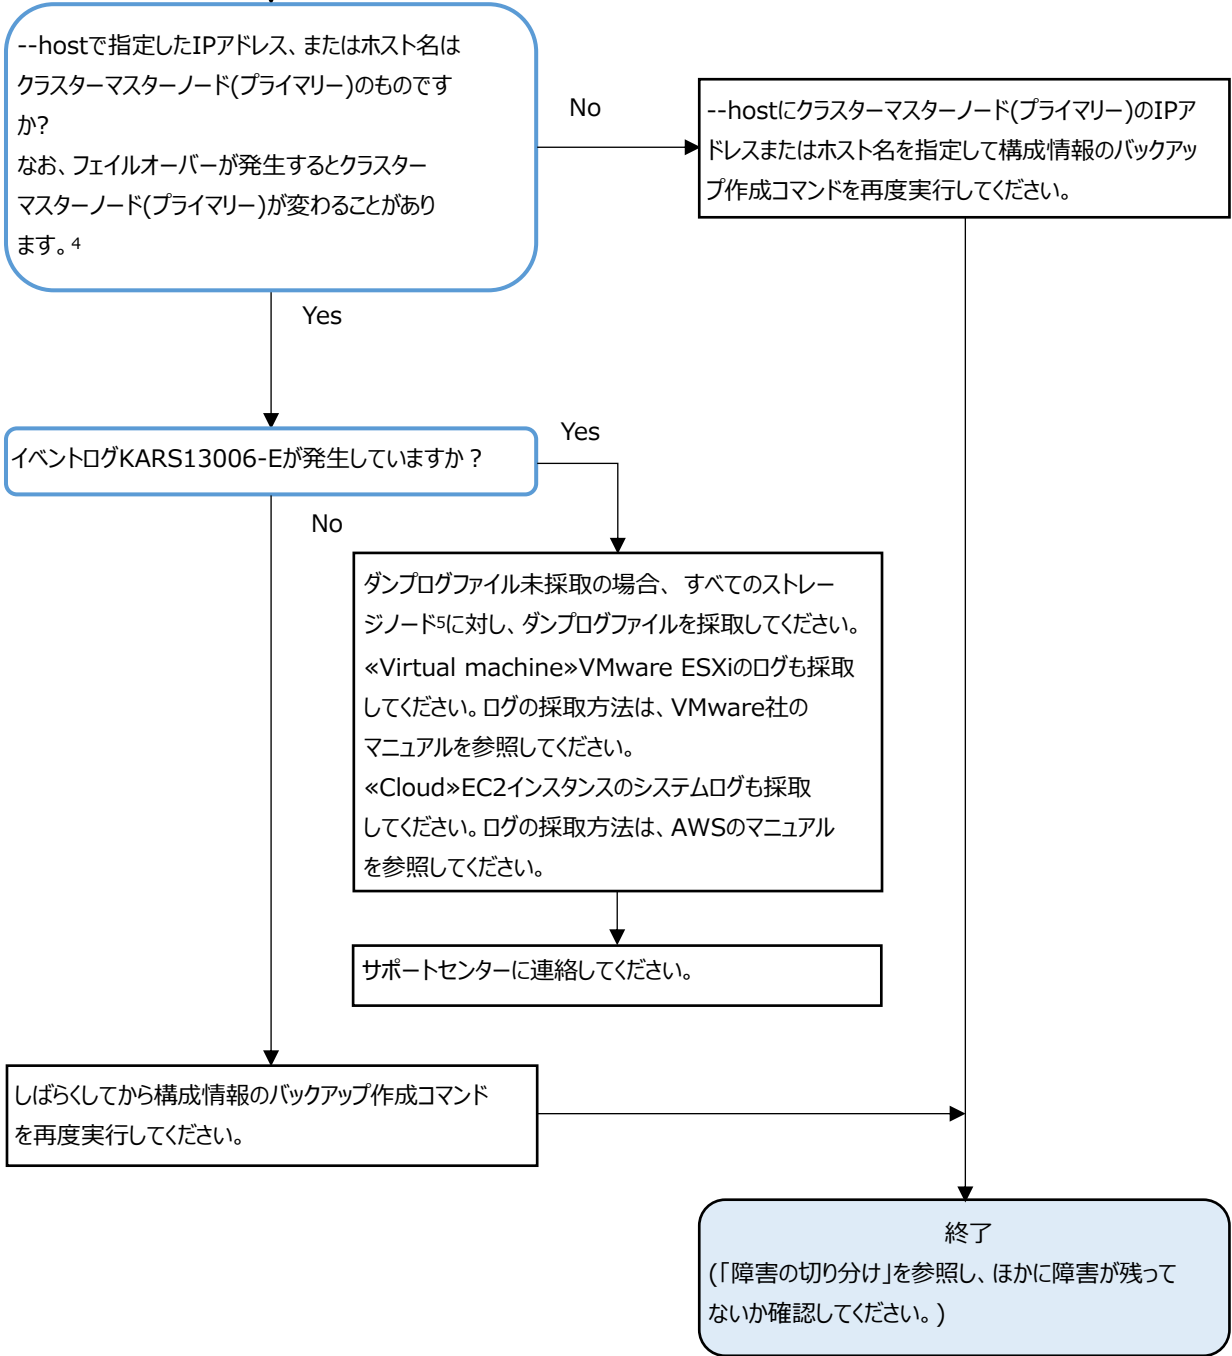 --hostで指定したIPアドレス、またはホスト名は
クラスターマスターノード(プライマリー)のものです
か?
なお、フェイルオーバーが発生するとクラスター
マスターノード(プライマリー)が変わることがあり
ます。4
No
--hostにクラスターマスターノード(プライマリー)のIPア
ドレスまたはホスト名を指定して構成情報のバックアッ
プ作成コマンドを再度実行してください。
Yes
イベントログKARS13006-Eが発生していますか？
Yes
No
ダンプログファイル未採取の場合、すべてのストレー
ジノード5に対し、ダンプログファイルを採取してください。
«Virtual machine»VMware ESXiのログも採取
してください。ログの採取方法は、VMware社の
マニュアルを参照してください。
«Cloud»EC2インスタンスのシステムログも採取
してください。ログの採取方法は、AWSのマニュアル
を参照してください。
サポートセンターに連絡してください。
しばらくしてから構成情報のバックアップ作成コマンド
を再度実行してください。
終了
(「障害の切り分け」を参照し、ほかに障害が残って
ないか確認してください。)